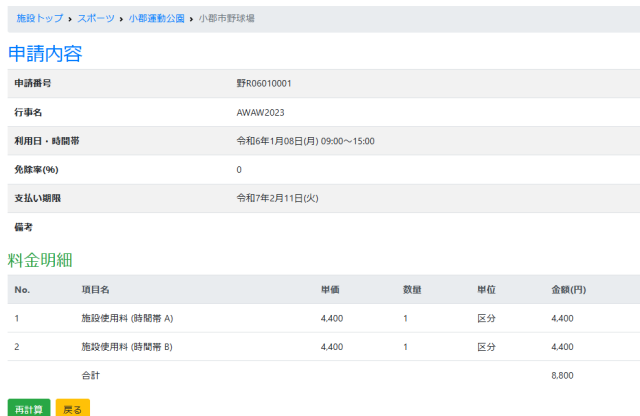 施設トップ › スポーツ › 小郡運動公園 › 小郡市野球場
申請内容
申請番号 野R06010001
行事名 AWAW2023
利用日・時間帯 令和6年1月08日(月) 09:00～15:00
免除率(%) 0
支払い期限 令和7年2月11日(火)
備考
料金明細
No. 項目名 単価 数量 単位 金額(円)
1 施設使用料 (時間帯 A) 4,400 1 区分 4,400
2 施設使用料 (時間帯 B) 4,400 1 区分 4,400
合計 8,800
再計算 戻る